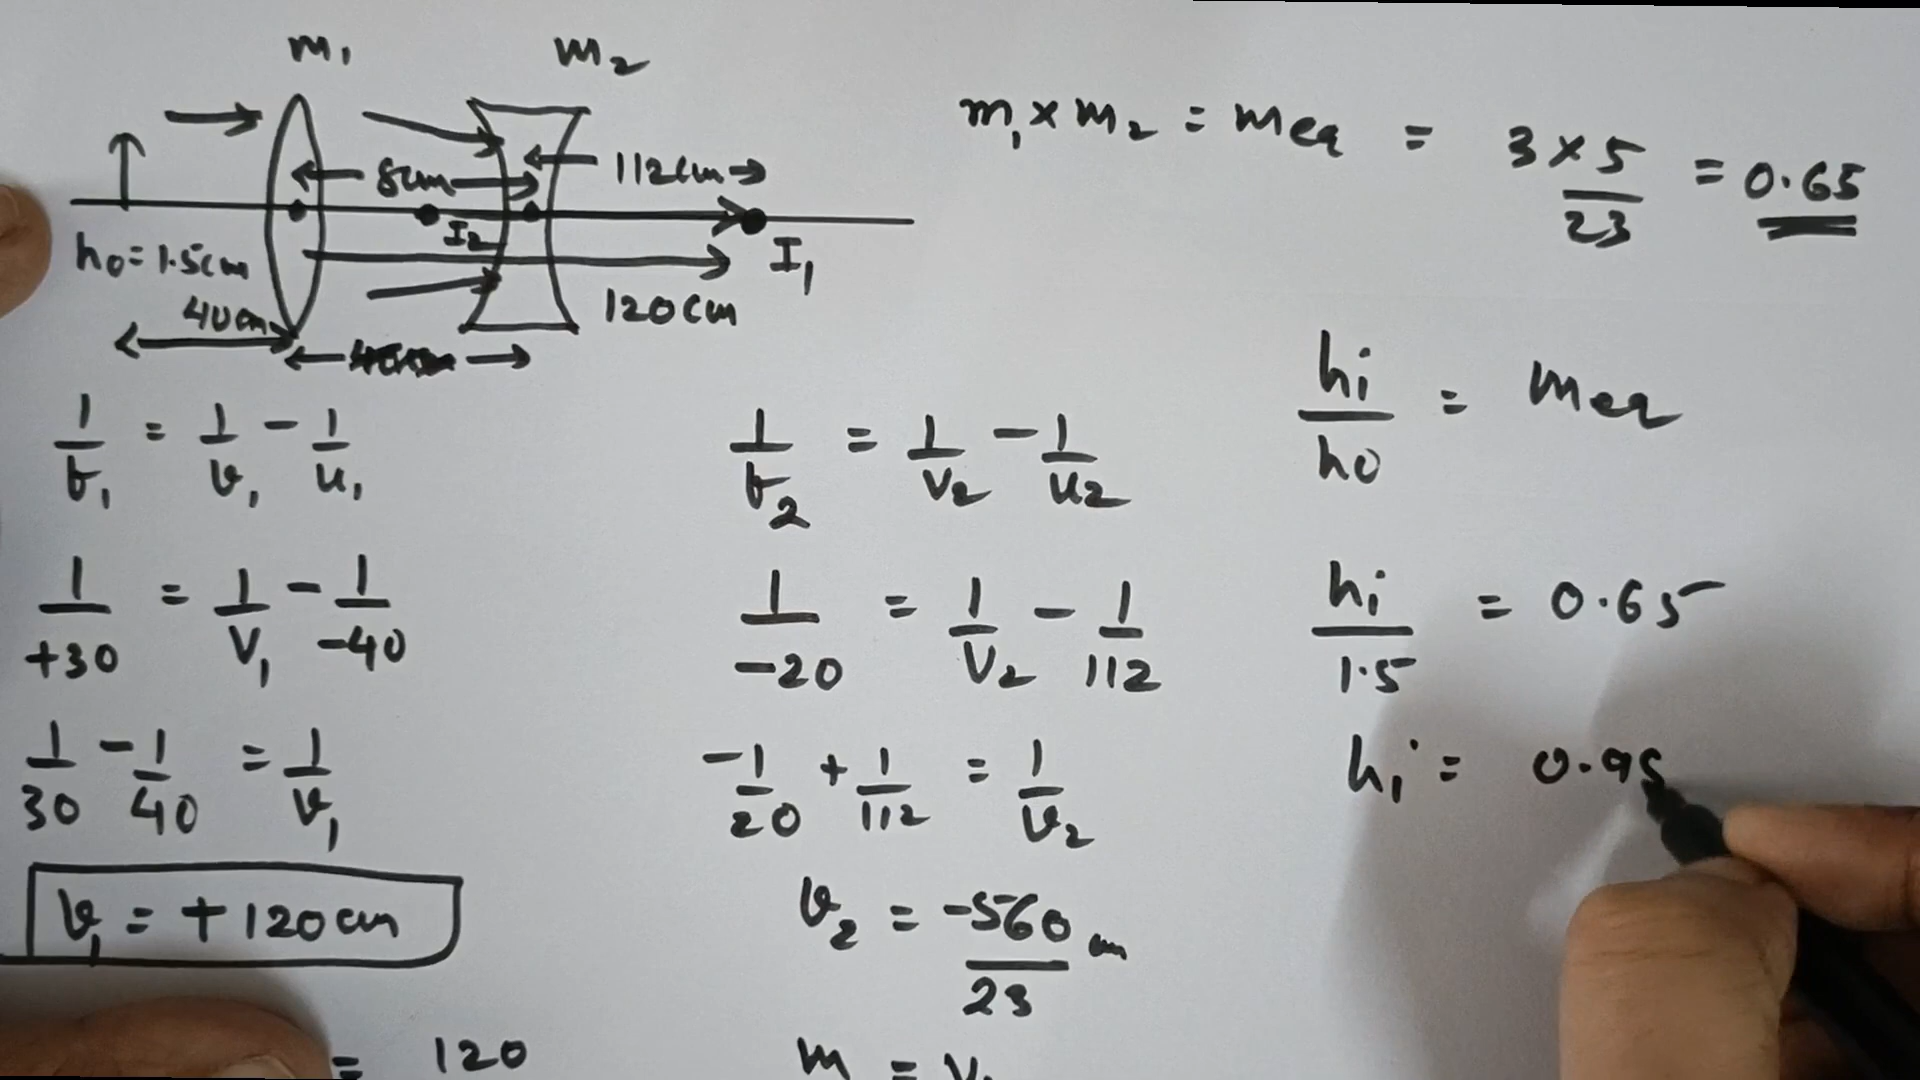 m₁ m₂
8cm 112cm
I₂ I₁
h₀=1.5cm
40cm 120cm
m₁×m₂ = meq = 3×5/23 = 0.65
1/f₁ = 1/v₁ - 1/u₁
1/+30 = 1/V₁ - 1/-40
1/30 - 1/40 = 1/v₁
v₁ = +120cm
= 120
1/f₂ = 1/V₂ - 1/u₂
1/-20 = 1/V₂ - 1/112
-1/20 + 1/112 = 1/v₂
v₂ = -560/23 cm
m =
hi/h0 = meq
hi/1.5 = 0.65
hi = 0.98